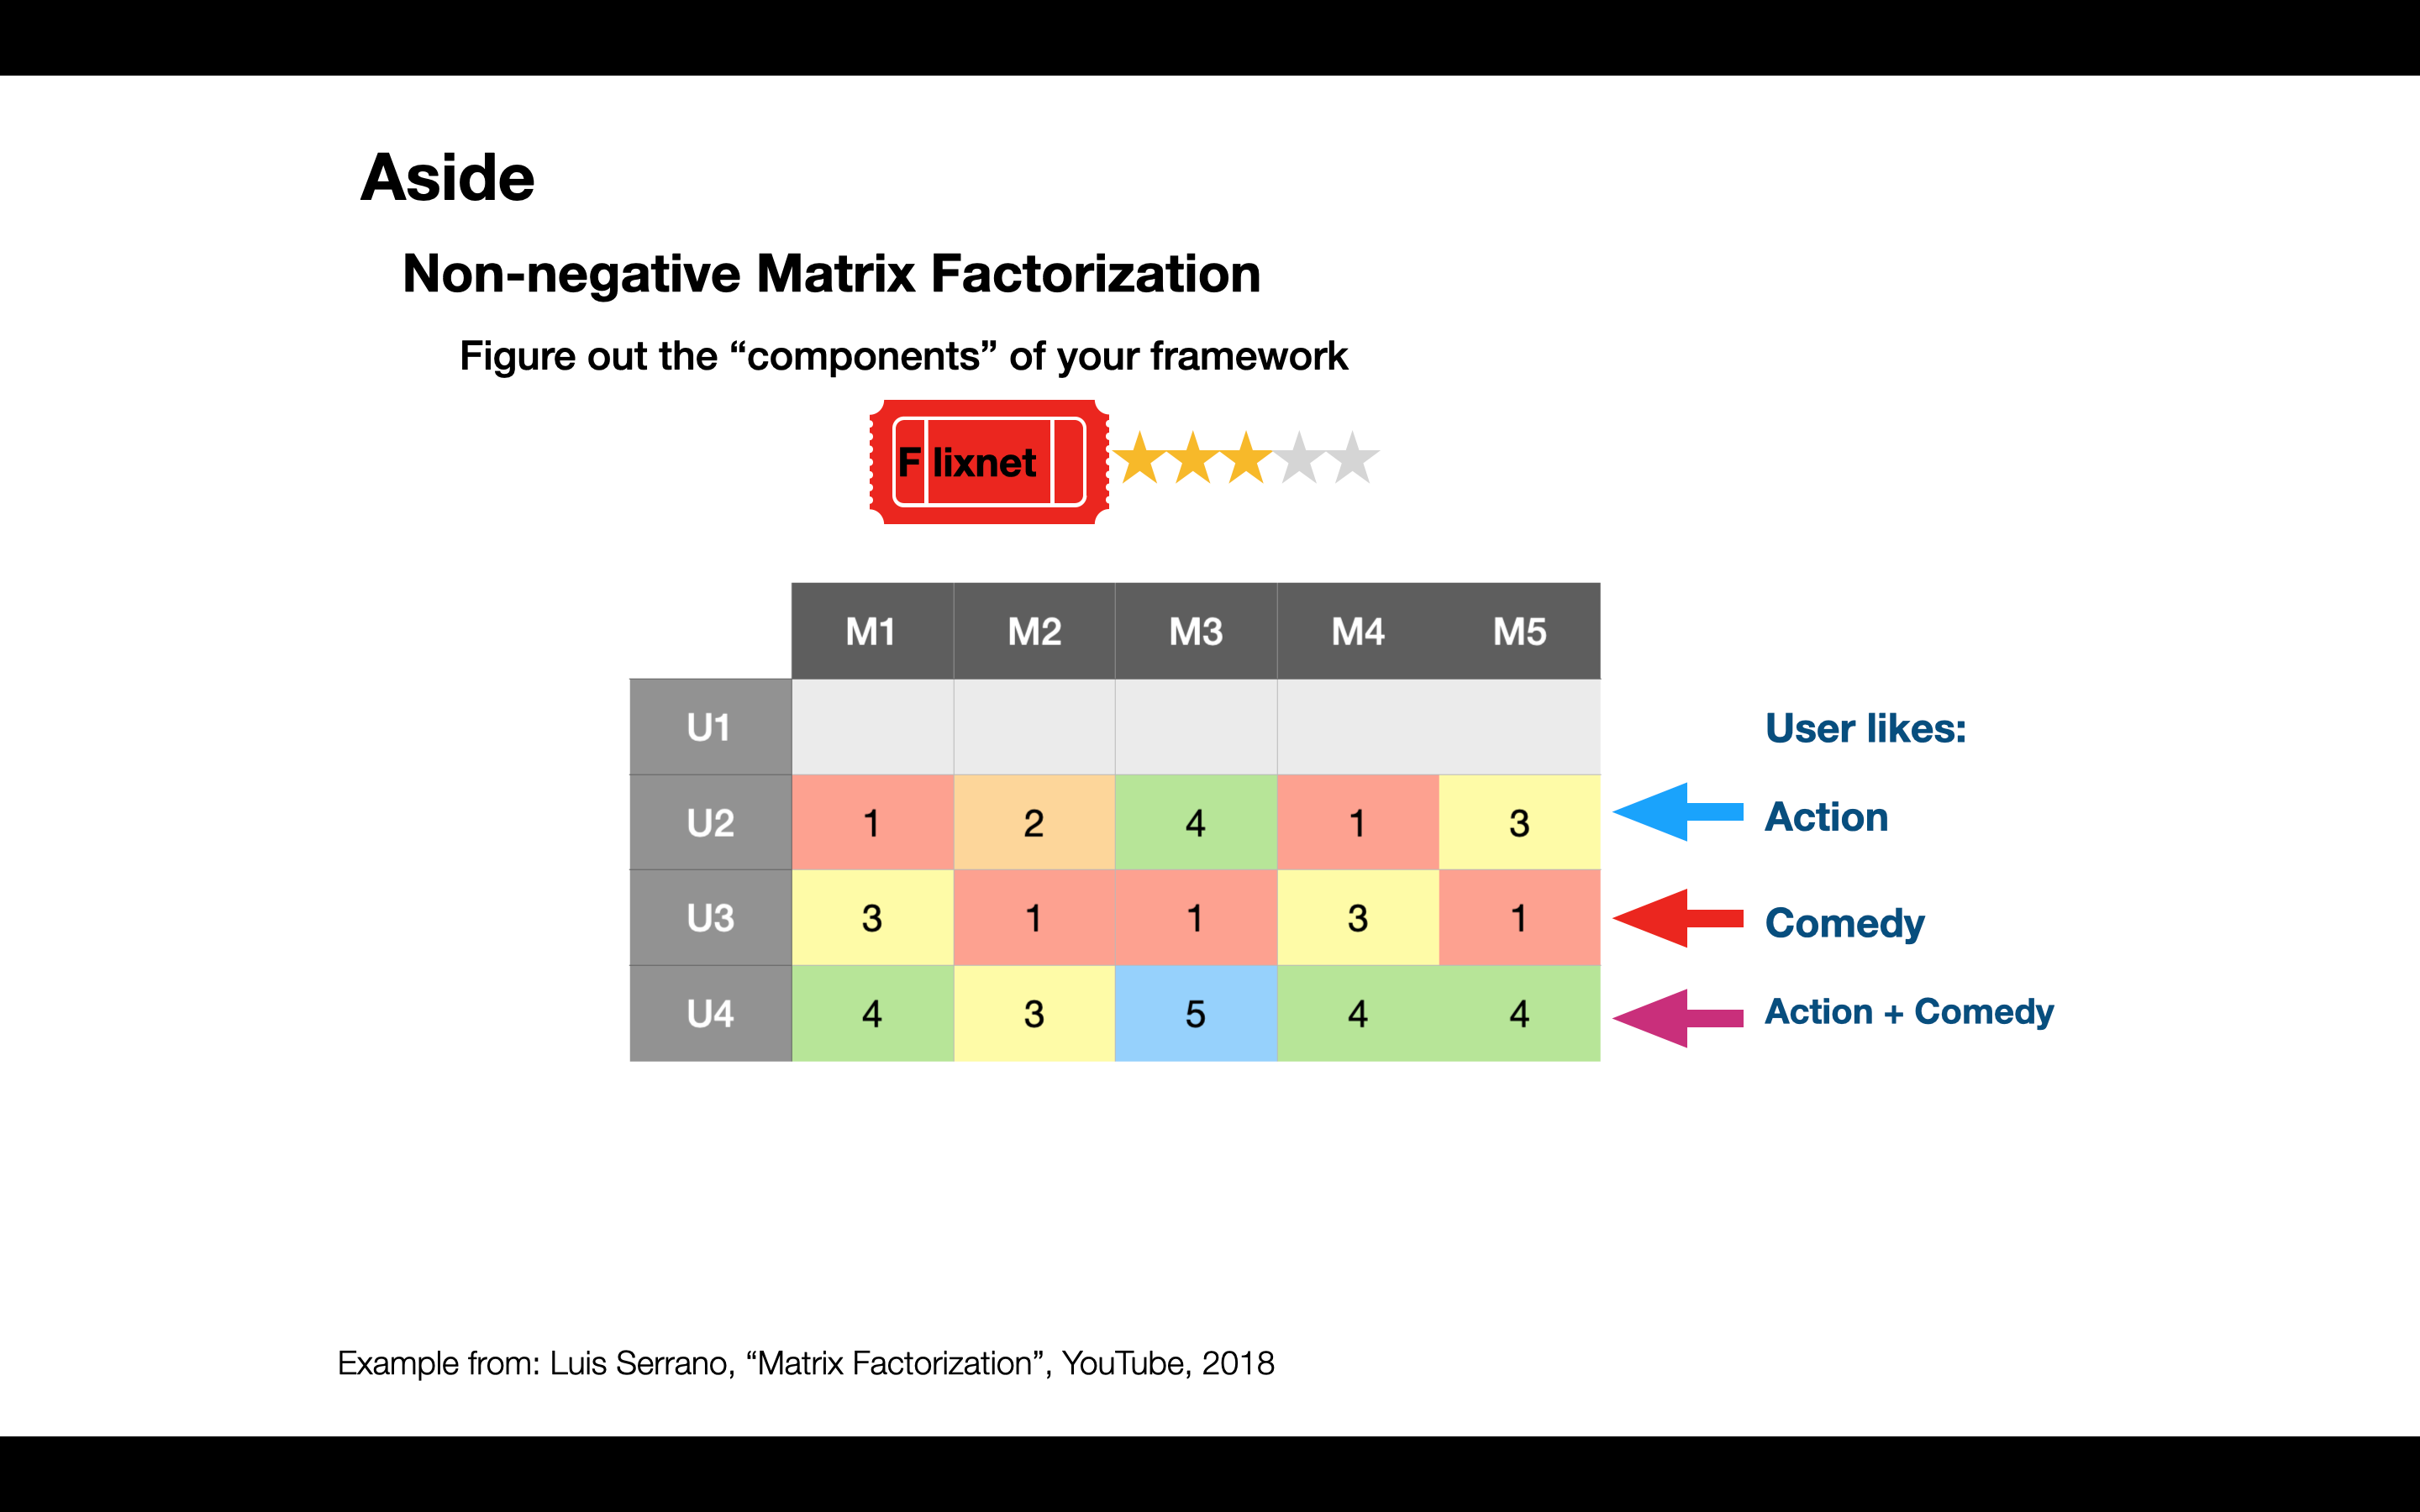 Aside
Non-negative Matrix Factorization
Figure out the “components” of your framework
F lixnet
M1 M2 M3 M4 M5
U1 User likes:
U2 1 2 4 1 3 Action
U3 3 1 1 3 1 Comedy
U4 4 3 5 4 4 Action + Comedy
Example from: Luis Serrano, “Matrix Factorization”, YouTube, 2018